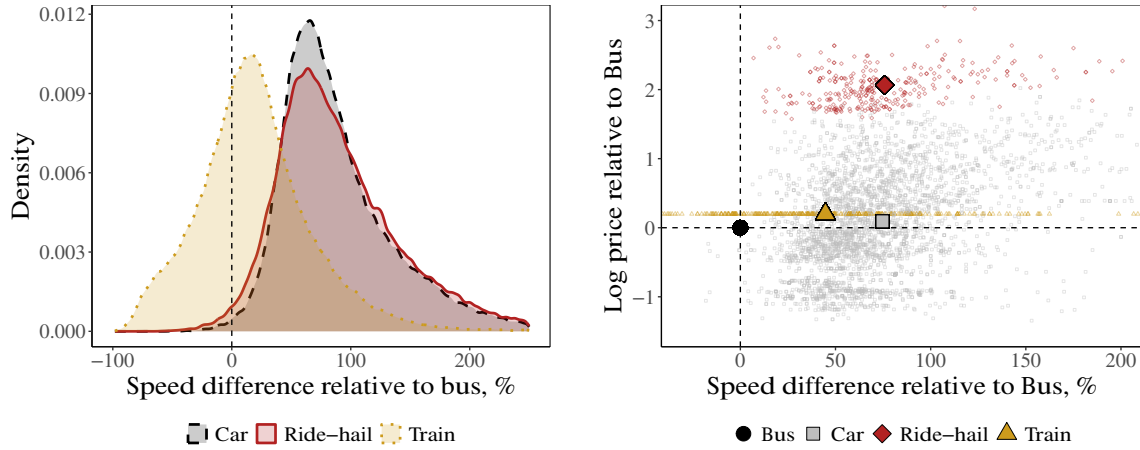 0.012
0.009
0.006
0.003
0.000
Density
−100
0
100
200
Speed difference relative to bus, %
Car
Ride−hail
Train
3
2
1
0
−1
Log price relative to Bus
0
50
100
150
200
Speed difference relative to Bus, %
Bus
Car
Ride−hail
Train